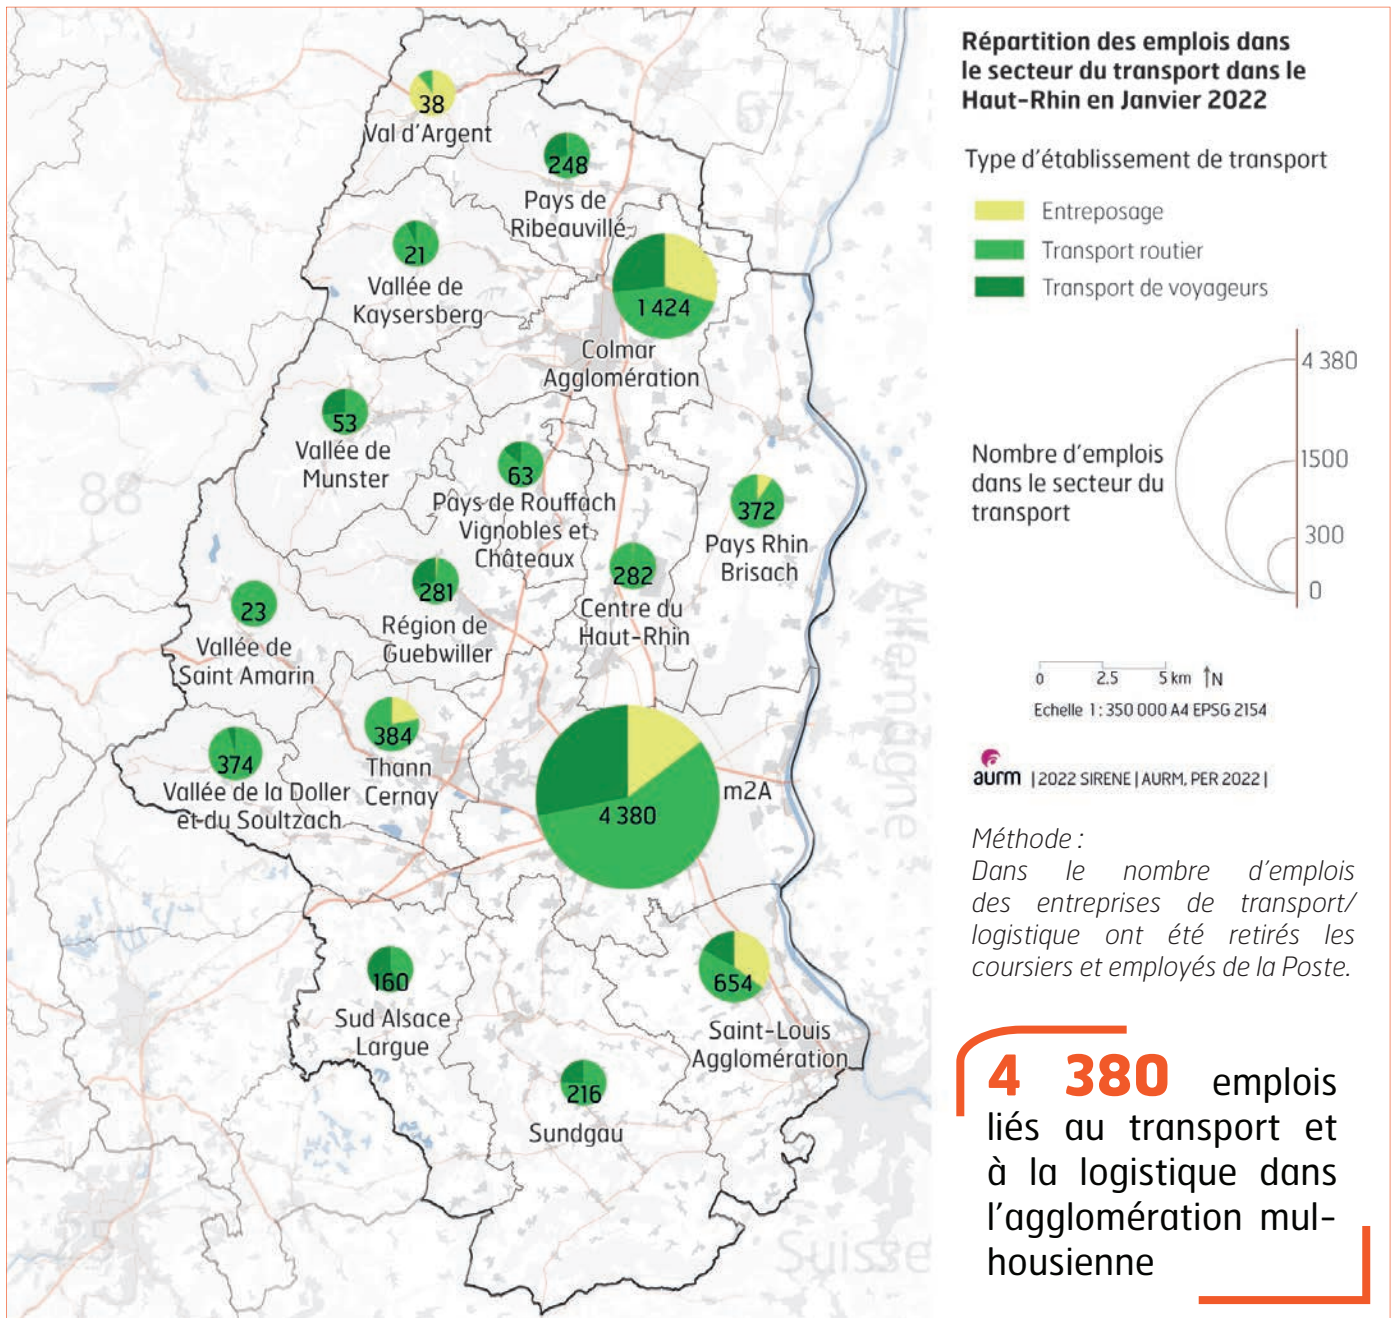 Répartition des emplois dans
le secteur du transport dans le
Haut-Rhin en Janvier 2022
Type d'établissement de transport
Entreposage
Transport routier
Transport de voyageurs
4 380
1500
300
0
Nombre d'emplois
dans le secteur du
transport
0 2.5 5 km N
Echelle 1 : 350 000 A4 EPSG 2154
aurm | 2022 SIRENE | AURM, PER 2022 |
Méthode :
Dans le nombre d'emplois
des entreprises de transport/
logistique ont été retirés les
coursiers et employés de la Poste.
4 380 emplois
liés au transport et
à la logistique dans
l'agglomération mul-
housienne
38
Val d'Argent
67
248
Pays de
Ribeauvillé
21
Vallée de
Kaysersberg
1 424
Colmar
Agglomération
53
Vallée de
Munster
88
63
Pays de Rouffach
Vignobles et
Châteaux
372
Pays Rhin
Brisach
282
Centre du
Haut-Rhin
281
Région de
Guebwiller
23
Vallée de
Saint Amarin
Allemagne
384
Thann
Cernay
374
Vallée de la Doller
et du Soultzach
4 380
m2A
160
Sud Alsace
Largue
654
Saint-Louis
Agglomération
216
Sundgau
25
Suisse